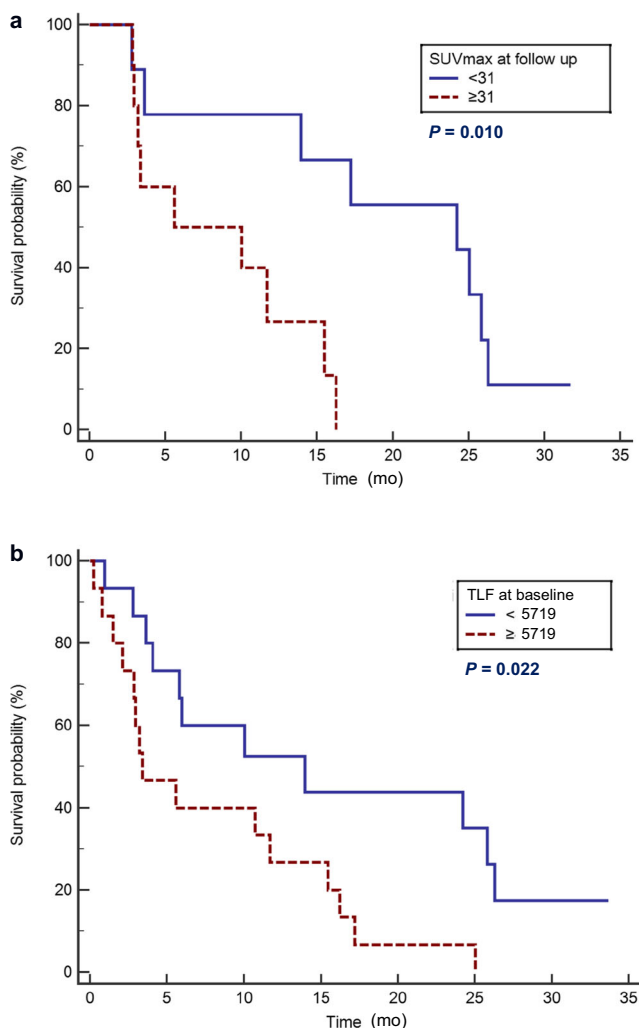 a
SUVmax at follow up
<31
≥31
P = 0.010
Survival probability (%)
100
80
60
40
20
0
0 5 10 15 20 25 30 35
Time (mo)
b
TLF at baseline
< 5719
≥ 5719
P = 0.022
Survival probability (%)
100
80
60
40
20
0
0 5 10 15 20 25 30 35
Time (mo)